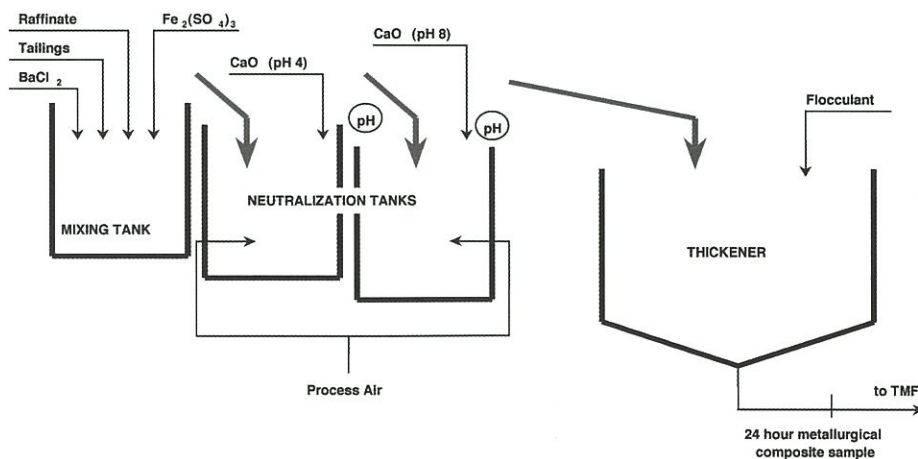 Raffinate
Fe2(SO4)3
Tailings
BaCl2
CaO (pH 4)
CaO (pH 8)
pH
pH
Flocculant
NEUTRALIZATION TANKS
MIXING TANK
THICKENER
Process Air
to TMF
24 hour metallurgical
composite sample